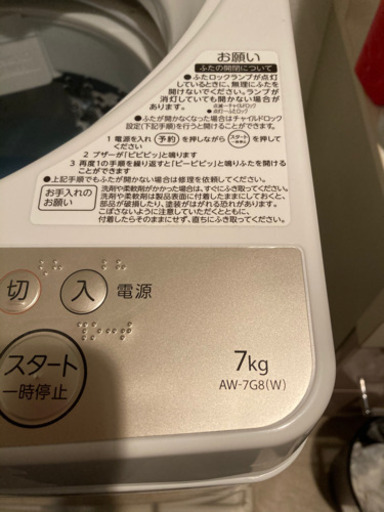 お願い
ふたの開閉について
●ふたロックランプが点灯
しているときに、無理にふたを
開けないでください。ランプが
消灯していても開かない場合が
あります。
●ふたが開かなくなった場合はチャイルドロック
設定(下記手順)を行うと開けることができます。
1 電源を入れ 予約 を押しながら スタート を押して
ください
2 ブザーが「ピピピッ」と鳴ります
3 再度1の手順を繰り返すと「ピーピピッ」と鳴りふたを開ける
ことができます
●上記手順でもふたが開かない場合は修理を依頼してください。
お手入れの
お願い
洗剤や柔軟剤がかかった場合は、すぐにふき取ってください。
洗剤や柔軟剤は製品表面に付着したままにしておくと、
部品が破損したり、塗装がはがれる恐れがあります。
こぼさないように注意していただくとともに、
付着したらそのままにせず、直ちにふき取ってください。
切 入 電源
スタート
一時停止
7kg
AW-7G8(W)